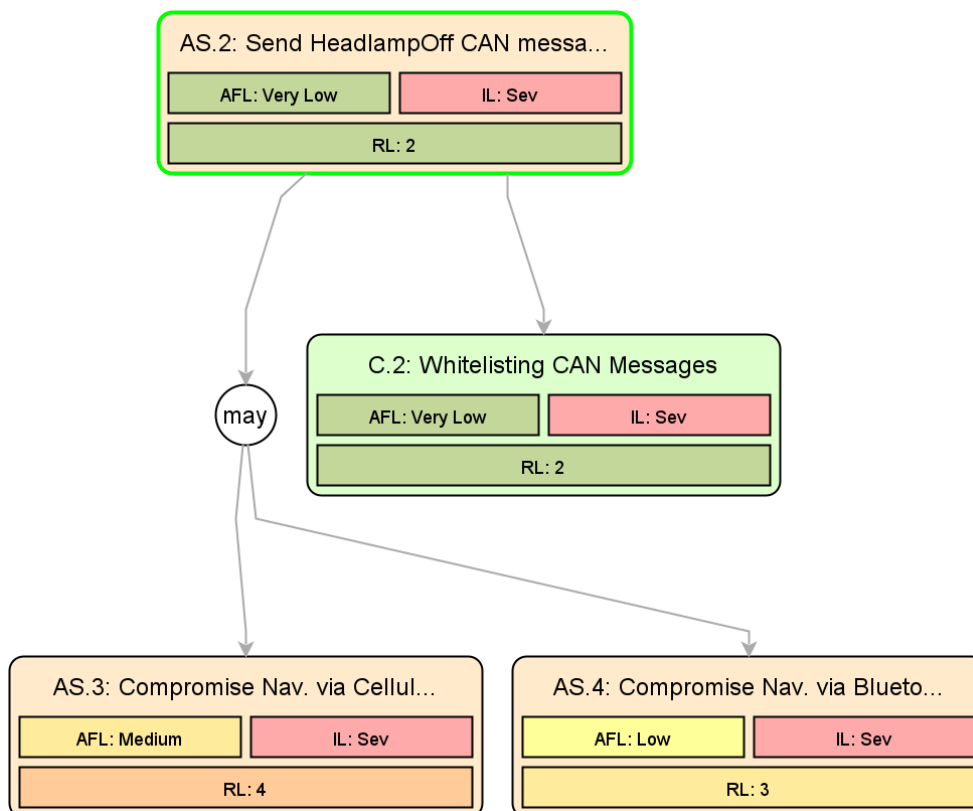 AS.2: Send HeadlampOff CAN messa...
AFL: Very Low
IL: Sev
RL: 2
C.2: Whitelisting CAN Messages
AFL: Very Low
IL: Sev
RL: 2
may
AS.3: Compromise Nav. via Cellul...
AFL: Medium
IL: Sev
RL: 4
AS.4: Compromise Nav. via Blueto...
AFL: Low
IL: Sev
RL: 3